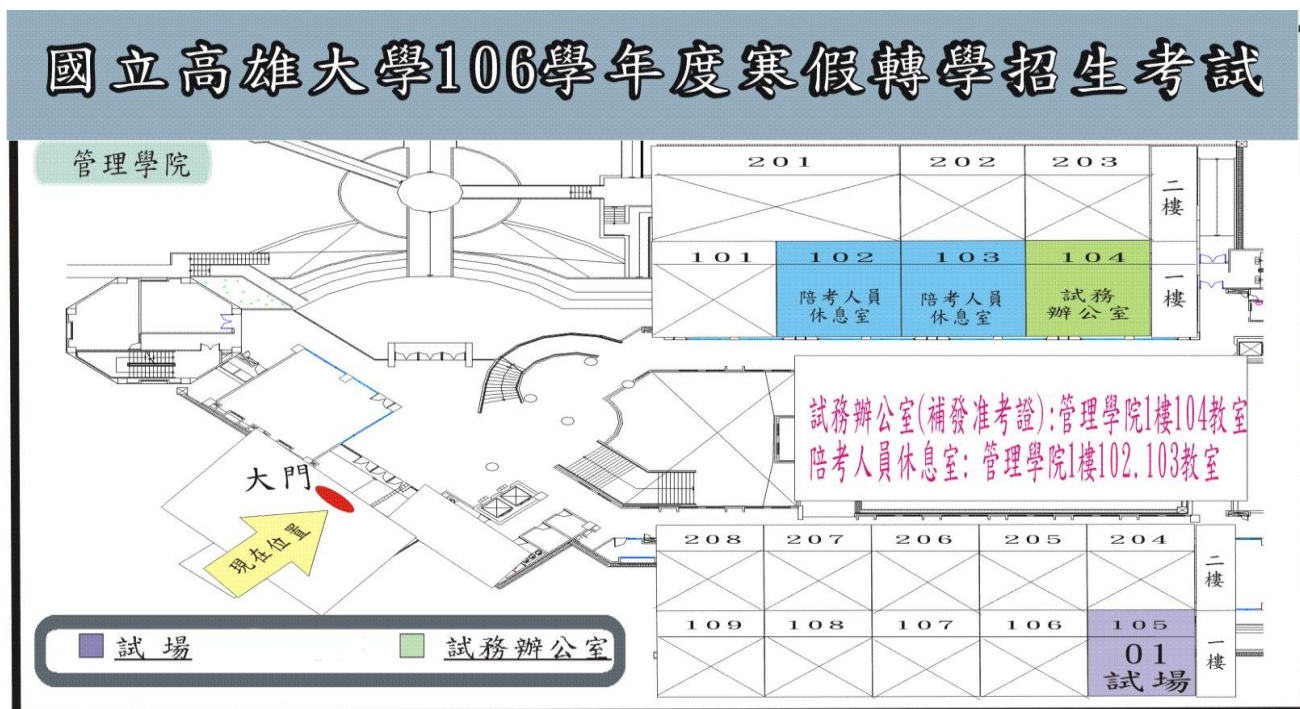 國立高雄大學106學年度寒假轉學招生考試
管理學院
201 202 203
二樓
101 102 103 104
陪考人員休息室
陪考人員休息室
試務辦公室
一樓
試務辦公室(補發准考證):管理學院1樓104教室
陪考人員休息室: 管理學院1樓102.103教室
大門
現在位置
208 207 206 205 204
二樓
109 108 107 106 105
01
試場
一樓
試場 試務辦公室